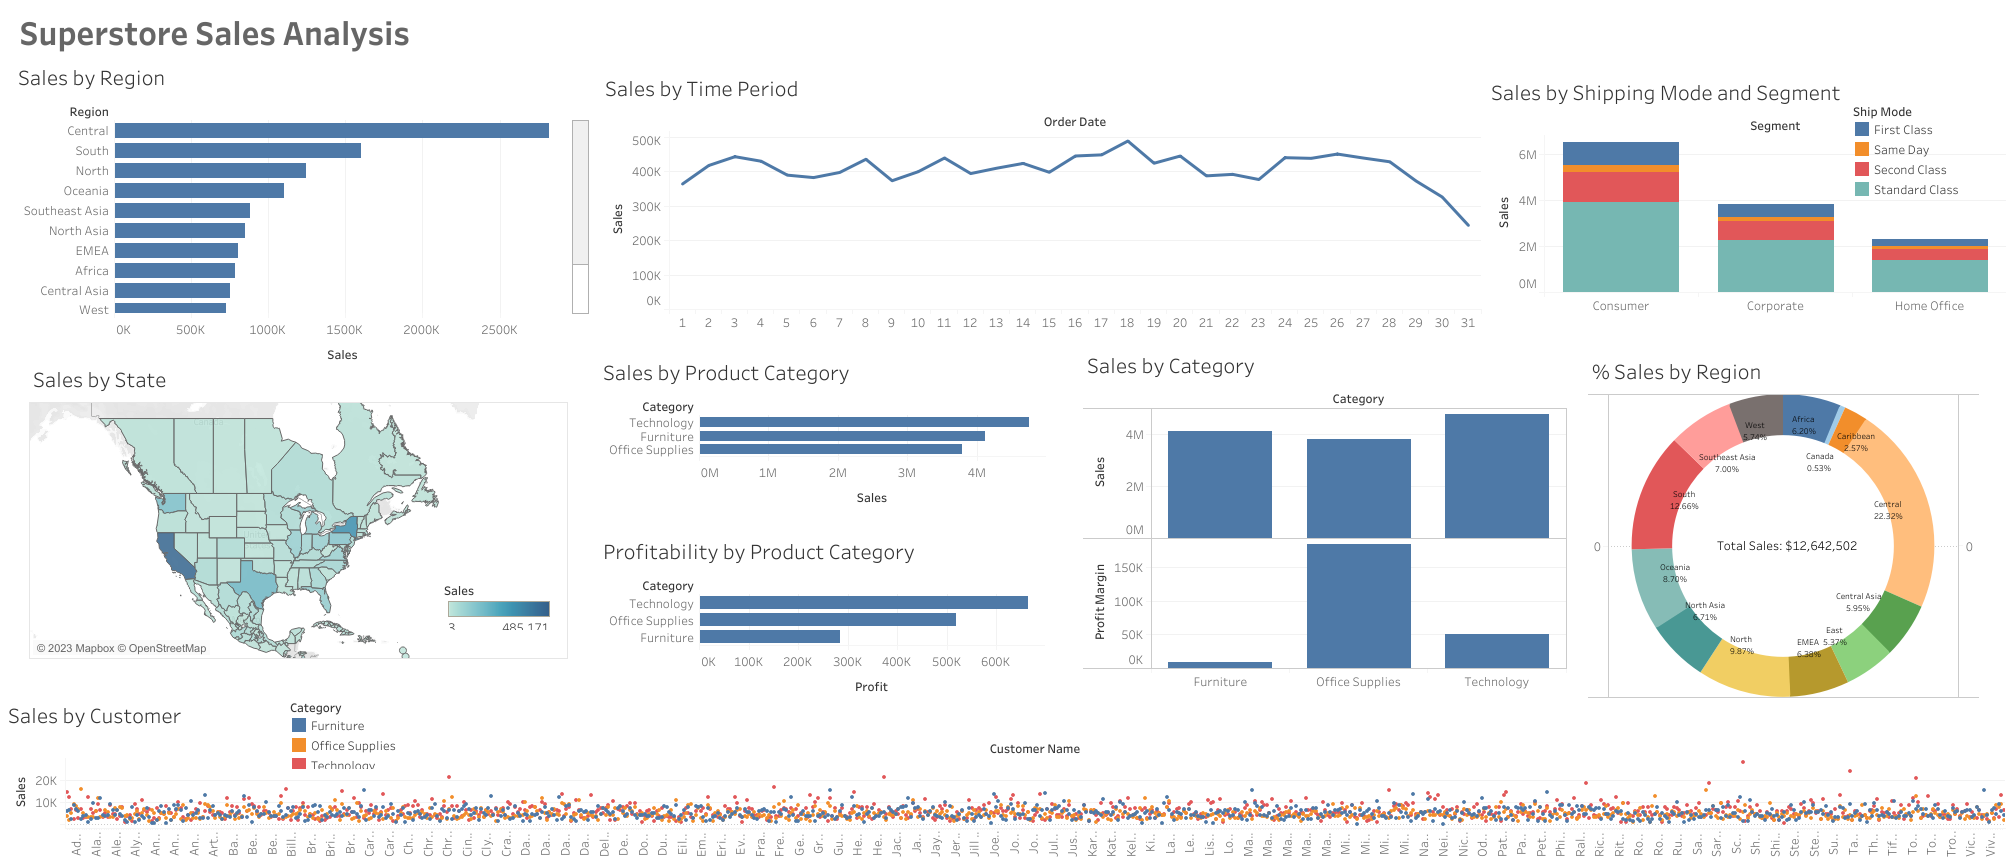 Superstore Sales Analysis
Sales by Region
Region
Central
South
North
Oceania
Southeast Asia
North Asia
EMEA
Africa
Central Asia
West
0K 500K 1000K 1500K 2000K 2500K
Sales
Sales by Time Period
Order Date
Sales
500K
400K
300K
200K
100K
0K
1 2 3 4 5 6 7 8 9 10 11 12 13 14 15 16 17 18 19 20 21 22 23 24 25 26 27 28 29 30 31
Sales by Shipping Mode and Segment
Ship Mode
First Class
Same Day
Second Class
Standard Class
Segment
Sales
6M
4M
2M
0M
Consumer Corporate Home Office
Sales by State
Canada
Sales
3 485,171
© 2023 Mapbox © OpenStreetMap
Sales by Product Category
Category
Technology
Furniture
Office Supplies
0M 1M 2M 3M 4M
Sales
Profitability by Product Category
Category
Technology
Office Supplies
Furniture
0K 100K 200K 300K 400K 500K 600K
Profit
Sales by Category
Category
Sales
4M
2M
0M
Profit Margin
150K
100K
50K
0K
Furniture Office Supplies Technology
% Sales by Region
Africa
6.20%
Canada
0.53%
Caribbean
2.57%
Central
22.32%
Central Asia
5.95%
East
5.37%
EMEA
6.38%
North
9.87%
North Asia
6.71%
Oceania
8.70%
South
12.66%
Southeast Asia
7.00%
West
5.74%
0 Total Sales: $12,642,502 0
Sales by Customer
Category
Furniture
Office Supplies
Technology
Customer Name
Sales
20K
10K
Ad.. Ala.. Ale.. Aly.. An.. An.. An.. Art.. Ba.. Be.. Be.. Bill.. Br.. Bri.. Br.. Car.. Car.. Ch.. Chr.. Chr.. Cin.. Cly.. Cra.. Da.. Da.. Da.. Da.. Del.. De.. Do.. Du.. Eil.. Em.. Eri.. Ev.. Fra.. Fre.. Ge.. Gr.. Gu.. He.. He.. Jac.. Ja.. Jay.. Jer.. Jill .. Joe.. Jo.. Jo.. Jul.. Jus.. Kar.. Kat.. Kel.. Ki.. La.. Le.. Lis.. Lo.. Ma.. Ma.. Ma.. Ma.. Ma.. Mi.. Mi.. Mi.. Mi.. Na.. Nei.. Nic.. Od.. Pat.. Pa.. Pet.. Phi.. Ral.. Ric.. Rit.. Ro.. Ro.. Ru.. Sa.. Sar.. Sc.. Sh.. Shi.. Ste.. Ste.. Su.. Ta.. Th.. Tif.. To.. To.. Tro.. Vic.. Viv..